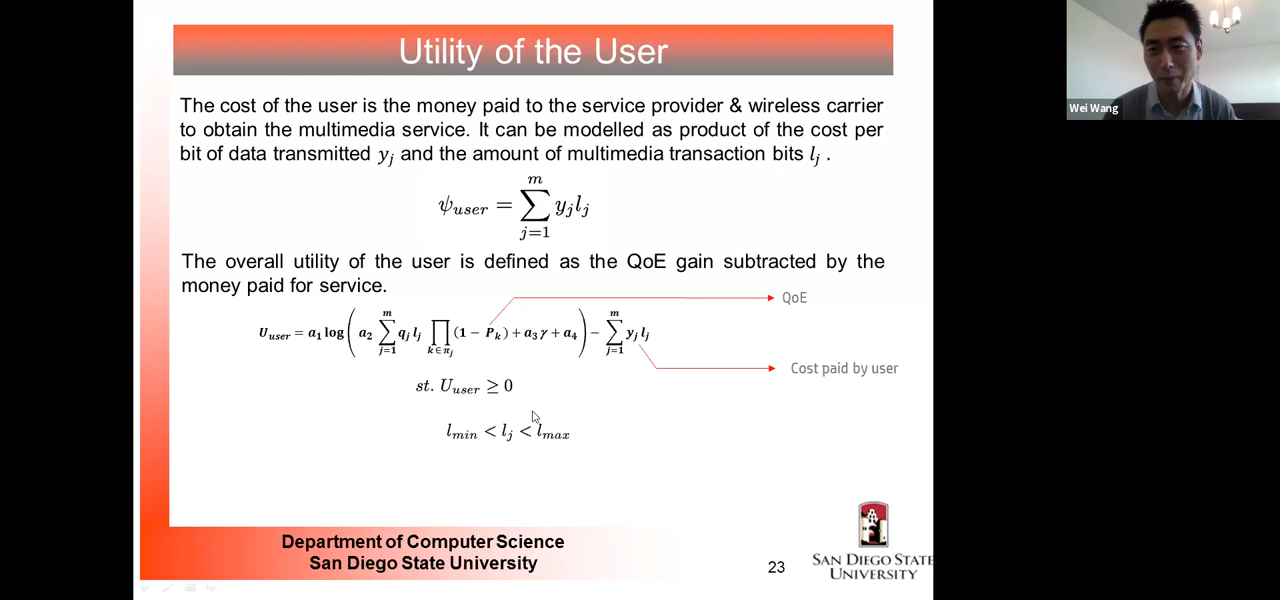 Utility of the User
Wei Wang
The cost of the user is the money paid to the service provider & wireless carrier
to obtain the multimedia service. It can be modelled as product of the cost per
bit of data transmitted y_j and the amount of multimedia transaction bits l_j .
ψ_user = ∑_{j=1}^{m} y_j l_j
The overall utility of the user is defined as the QoE gain subtracted by the
money paid for service.
QoE
U_user = a_1 log( a_2 ∑_{j=1}^{m} q_j l_j ∏_{k∈π_j} (1 − P_k) + a_3 γ + a_4 ) − ∑_{j=1}^{m} y_j l_j
Cost paid by user
st. U_user ≥ 0
l_min < l_j < l_max
Department of Computer Science
San Diego State University
23
SAN DIEGO STATE
UNIVERSITY